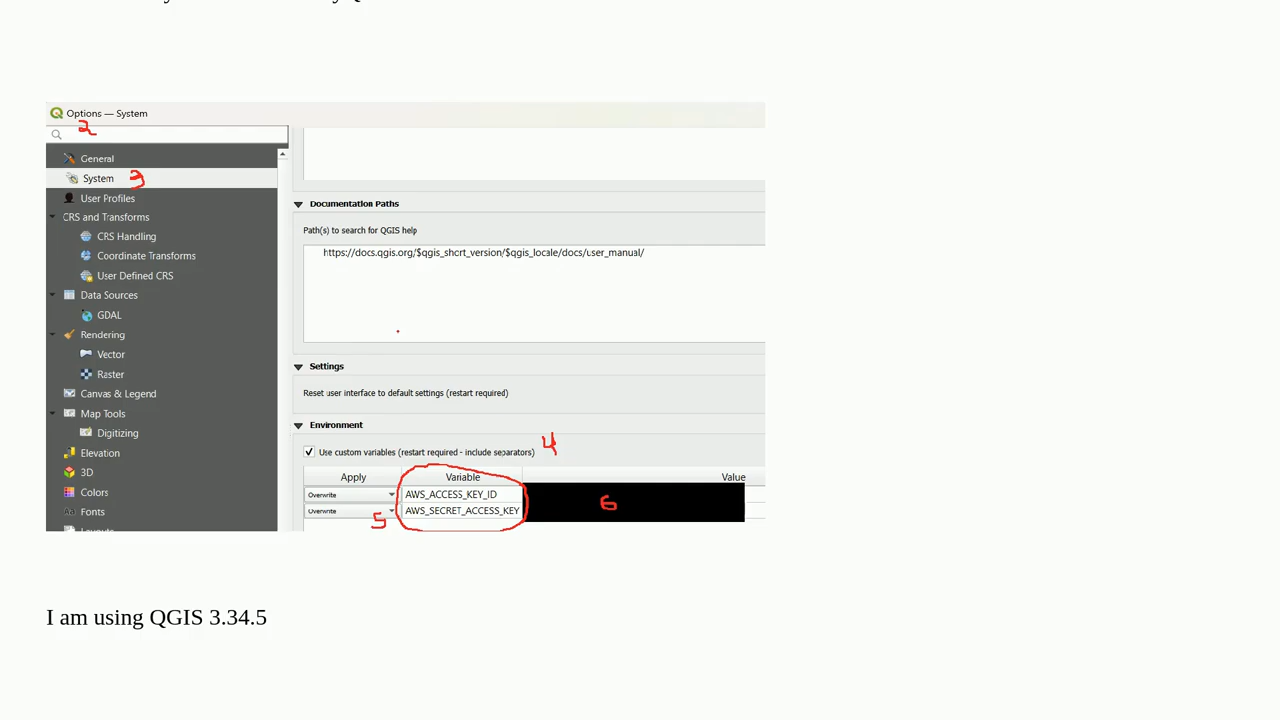 Options — System
2
General
System 3
User Profiles
CRS and Transforms
CRS Handling
Coordinate Transforms
User Defined CRS
Data Sources
GDAL
Rendering
Vector
Raster
Canvas & Legend
Map Tools
Digitizing
Elevation
3D
Colors
Fonts
Documentation Paths
Path(s) to search for QGIS help
https://docs.qgis.org/$qgis_short_version/$qgis_locale/docs/user_manual/
Settings
Reset user interface to default settings (restart required)
Environment
Use custom variables (restart required - include separators) 4
Apply Variable Value
Overwrite AWS_ACCESS_KEY_ID 6
Overwrite AWS_SECRET_ACCESS_KEY
5
I am using QGIS 3.34.5